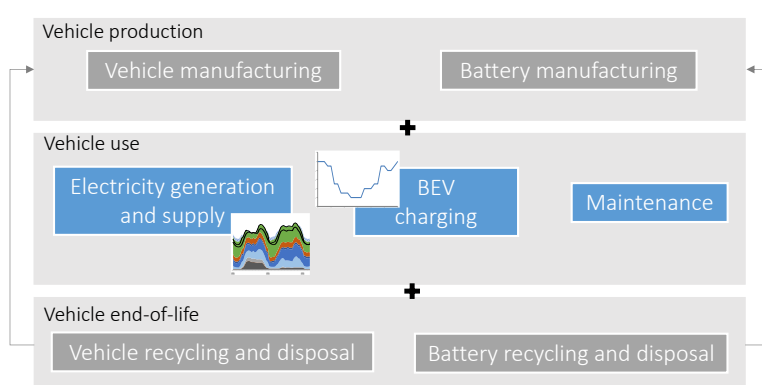 Vehicle production
Vehicle manufacturing
Battery manufacturing
+
Vehicle use
Electricity generation
and supply
BEV
charging
Maintenance
+
Vehicle end-of-life
Vehicle recycling and disposal
Battery recycling and disposal